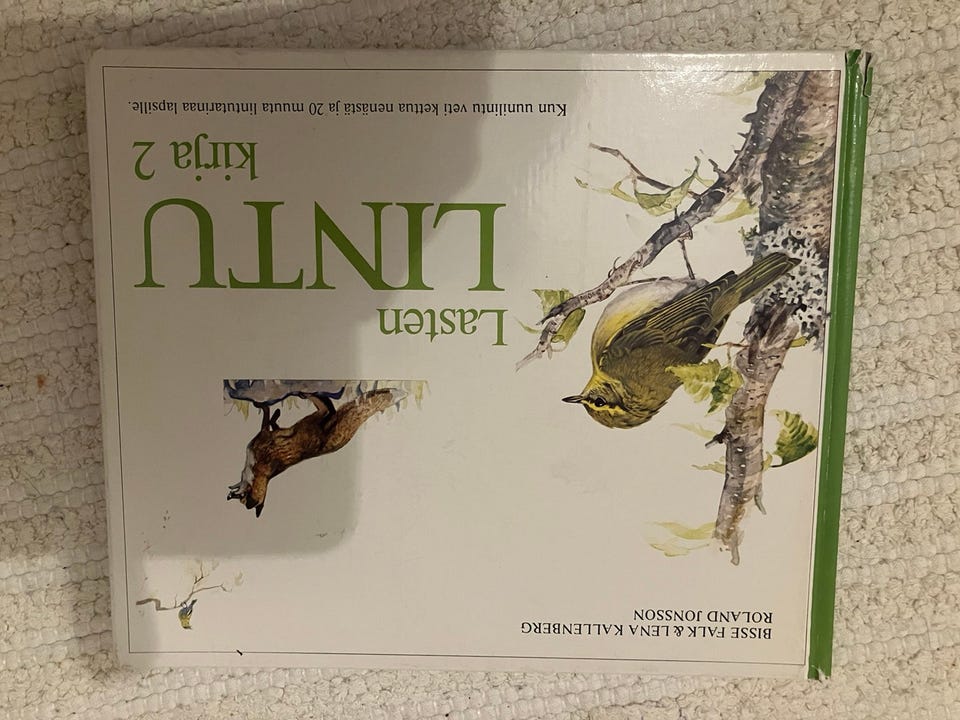 BISSE FALK & LENA KALLENBERG
ROLAND JONSSON
Lasten
LINTU
kirja 2
Kun uunilintu veti kettua nenästä ja 20 muuta lintutarinaa lapsille.